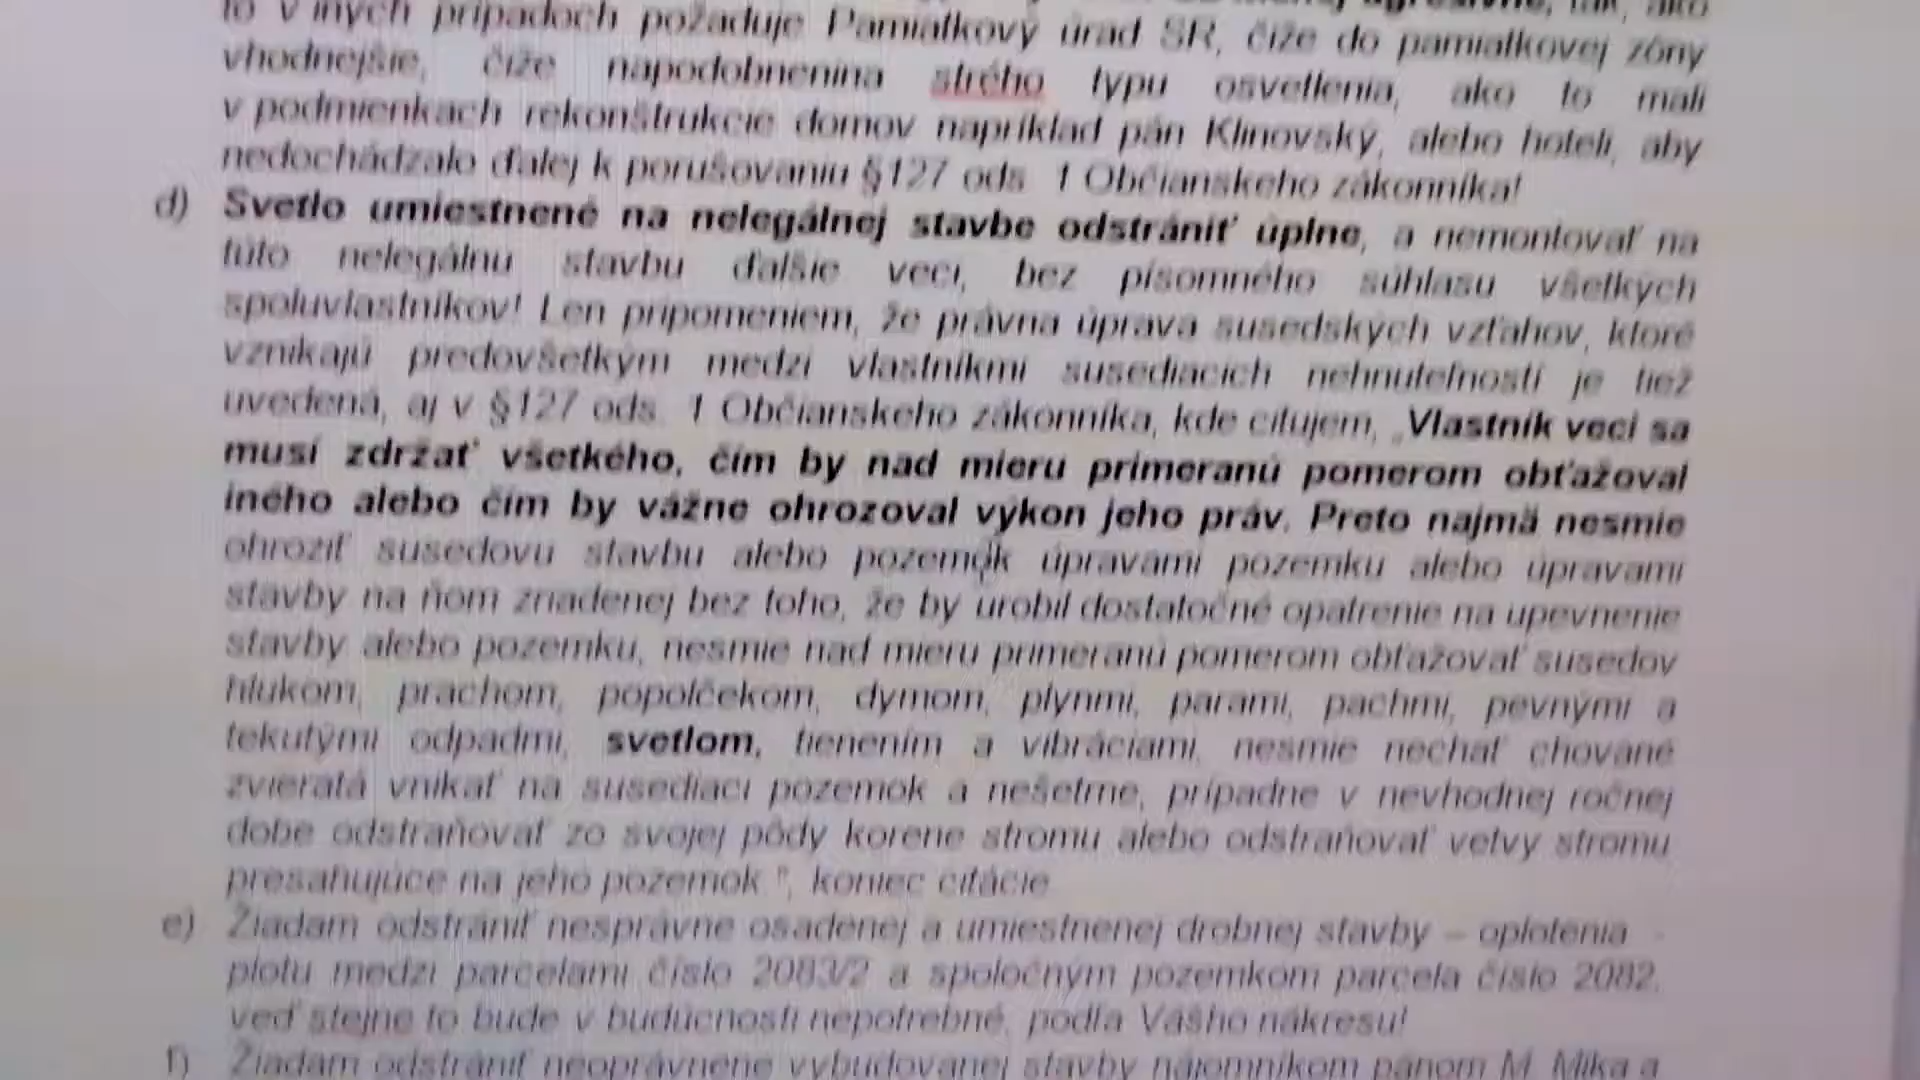 to v iných prípadoch požaduje Pamiatkový úrad SR, čiže do pamiatkovej zóny
vhodnejšie, čiže napodobnenina strého typu osvetlenia, ako to mali
v podmienkach rekonštrukcie domov napríklad pán Klinovský, alebo hoteli, aby
nedochádzalo ďalej k porušovaniu §127 ods. 1 Občianskeho zákonníka!
d) Svetlo umiestnené na nelegálnej stavbe odstrániť úplne, a nemontovať na
túto nelegálnu stavbu ďalšie veci, bez písomného súhlasu všetkých
spoluvlastníkov! Len pripomeniem, že právna úprava susedských vzťahov, ktoré
vznikajú predovšetkým medzi vlastníkmi susediacich nehnuteľností je tiež
uvedená, aj v §127 ods. 1 Občianskeho zákonníka, kde citujem, „Vlastník veci sa
musí zdržať všetkého, čím by nad mieru primeranú pomerom obťažoval
iného alebo čím by vážne ohrozoval výkon jeho práv. Preto najmä nesmie
ohroziť susedovu stavbu alebo pozemok úpravami pozemku alebo úpravami
stavby na ňom zriadenej bez toho, že by urobil dostatočné opatrenie na upevnenie
stavby alebo pozemku, nesmie nad mieru primeranú pomerom obťažovať susedov
hlukom, prachom, popolčekom, dymom, plynmi, parami, pachmi, pevnými a
tekutými odpadmi, svetlom, tienením a vibráciami, nesmie nechať chované
zvieratá vnikať na susediaci pozemok a nešetrne, prípadne v nevhodnej ročnej
dobe odstraňovať zo svojej pôdy korene stromu alebo odstraňovať vetvy stromu
presahujúce na jeho pozemok.", koniec citácie
e) Žiadam odstrániť nesprávne osadenej a umiestnenej drobnej stavby – oplotenia -
plotu medzi parcelami číslo 2083/2 a spoločným pozemkom parcela číslo 2082,
veď stejne to bude v budúcnosti nepotrebné, podľa Vášho nákresu!
f) Žiadam odstrániť neoprávnene vybudovanej stavby nájomníkom pánom M. Mika a